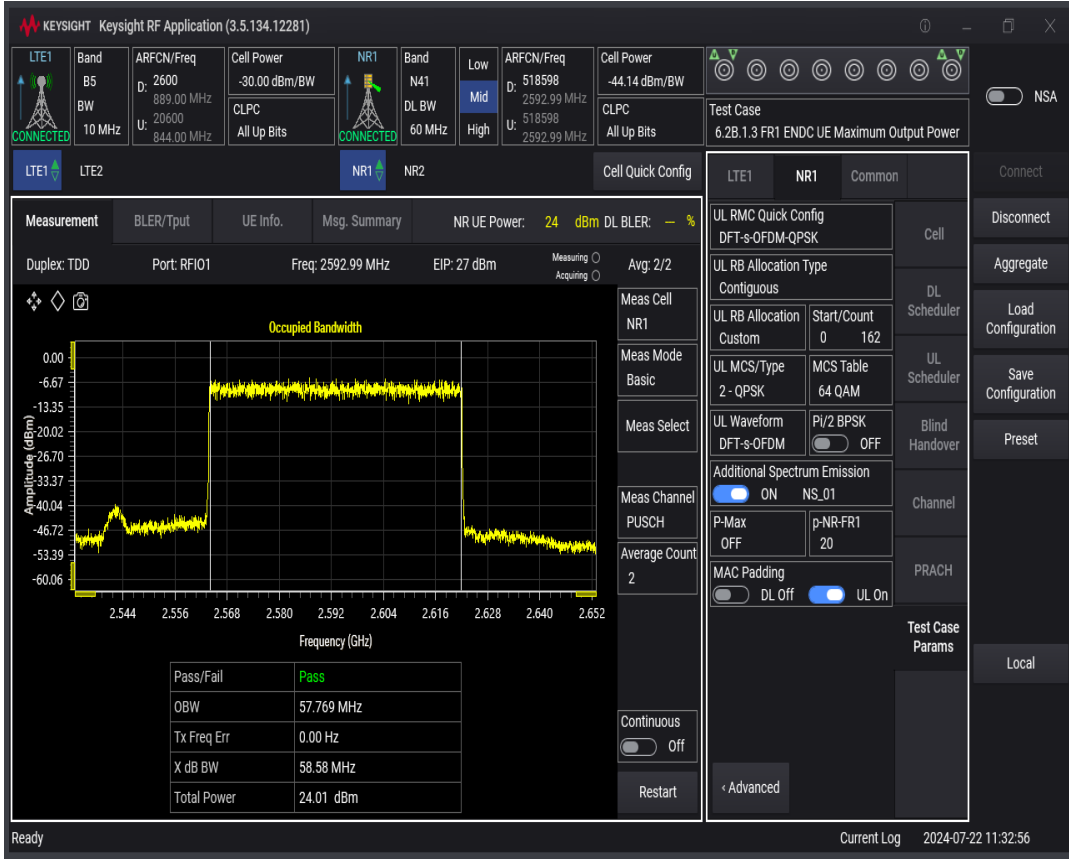 KEYSIGHT Keysight RF Application (3.5.134.12281)
LTE1
CONNECTED
Band
B5
BW
10 MHz
ARFCN/Freq
D: 2600
889.00 MHz
U: 20600
844.00 MHz
Cell Power
-30.00 dBm/BW
CLPC
All Up Bits
NR1
CONNECTED
Band
N41
DL BW
60 MHz
Low
Mid
High
ARFCN/Freq
D: 518598
2592.99 MHz
U: 518598
2592.99 MHz
Cell Power
-44.14 dBm/BW
CLPC
All Up Bits
Test Case
6.2B.1.3 FR1 ENDC UE Maximum Output Power
NSA
LTE1 LTE2
NR1 NR2
Cell Quick Config
Measurement BLER/Tput UE Info. Msg. Summary NR UE Power: 24 dBm DL BLER: --- %
Duplex: TDD Port: RFIO1 Freq: 2592.99 MHz EIP: 27 dBm Measuring Avg: 2/2
Acquiring
Occupied Bandwidth
Amplitude (dBm)
0.00
-6.67
-13.35
-20.02
-26.70
-33.37
-40.04
-46.72
-53.39
-60.06
2.544 2.556 2.568 2.580 2.592 2.604 2.616 2.628 2.640 2.652
Frequency (GHz)
Pass/Fail Pass
OBW 57.769 MHz
Tx Freq Err 0.00 Hz
X dB BW 58.58 MHz
Total Power 24.01 dBm
Meas Cell
NR1
Meas Mode
Basic
Meas Select
Meas Channel
PUSCH
Average Count
2
Continuous
Off
Restart
LTE1 NR1 Common
UL RMC Quick Config
DFT-s-OFDM-QPSK
UL RB Allocation Type
Contiguous
UL RB Allocation
Custom
Start/Count
0 162
UL MCS/Type
2 - QPSK
MCS Table
64 QAM
UL Waveform
DFT-s-OFDM
Pi/2 BPSK
OFF
Additional Spectrum Emission
ON NS_01
P-Max
OFF
p-NR-FR1
20
MAC Padding
DL Off UL On
‹ Advanced
Cell
DL
Scheduler
UL
Scheduler
Blind
Handover
Channel
PRACH
Test Case
Params
Connect
Disconnect
Aggregate
Load
Configuration
Save
Configuration
Preset
Local
Ready
Current Log 2024-07-22 11:32:56